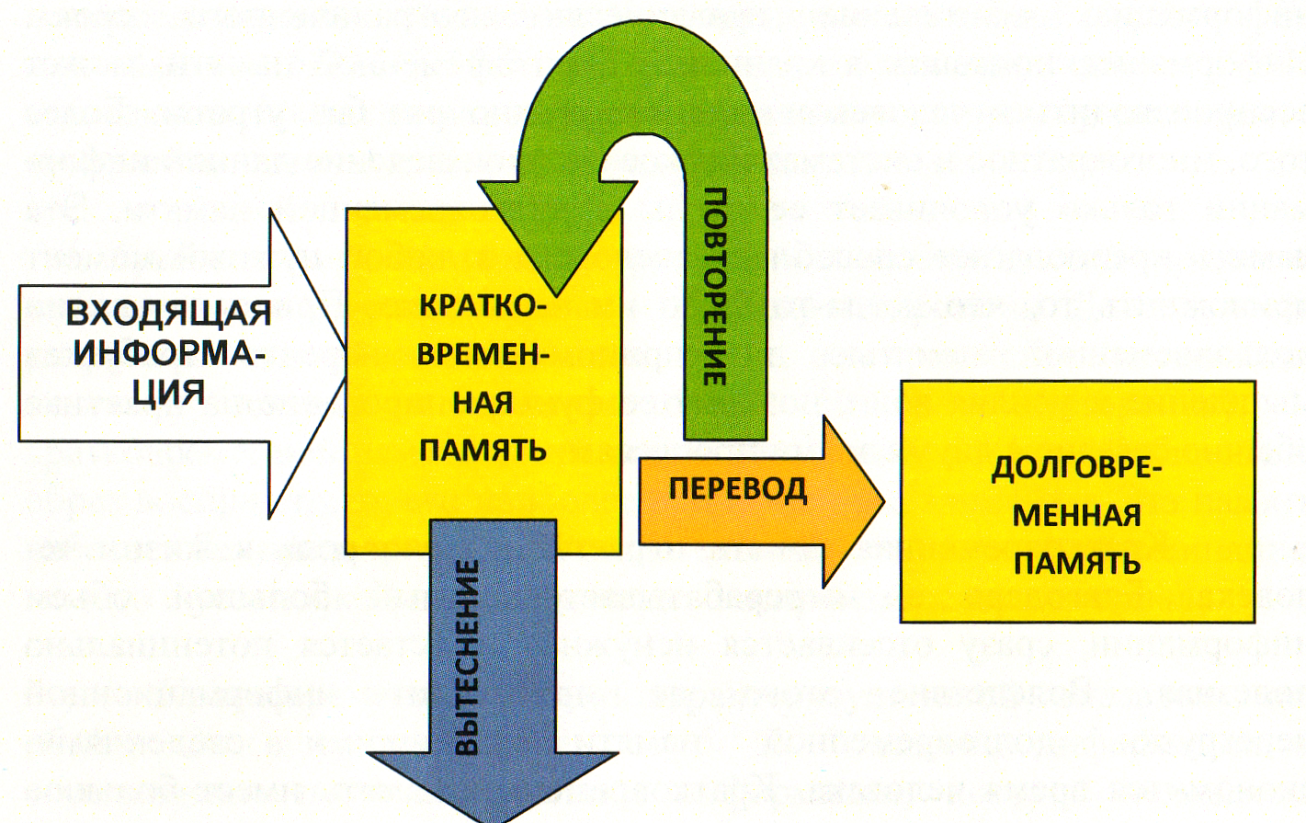 ВХОДЯЩАЯ
ИНФОРМА-
ЦИЯ
КРАТКО-
ВРЕМЕН-
НАЯ
ПАМЯТЬ
ПОВТОРЕНИЕ
ПЕРЕВОД
ДОЛГОВРЕ-
МЕННАЯ
ПАМЯТЬ
ВЫТЕСНЕНИЕ